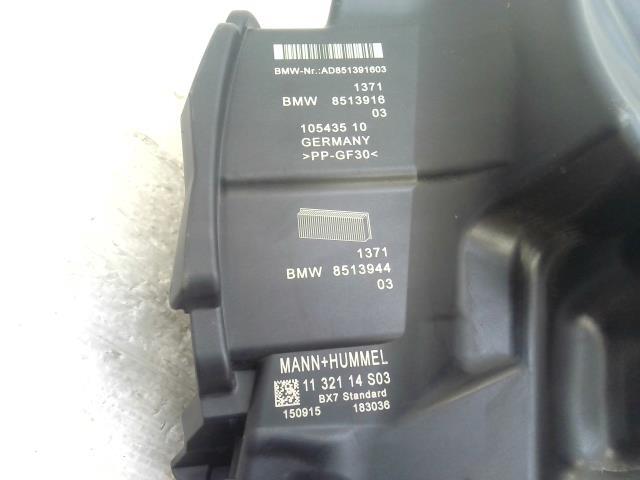 BMW-Nr.:AD851391603
1371
BMW 8513916
03
105435 10
GERMANY
>PP-GF30<
1371
BMW 8513944
03
MANN+HUMMEL
11 321 14 S03
BX7 Standard
150915 183036